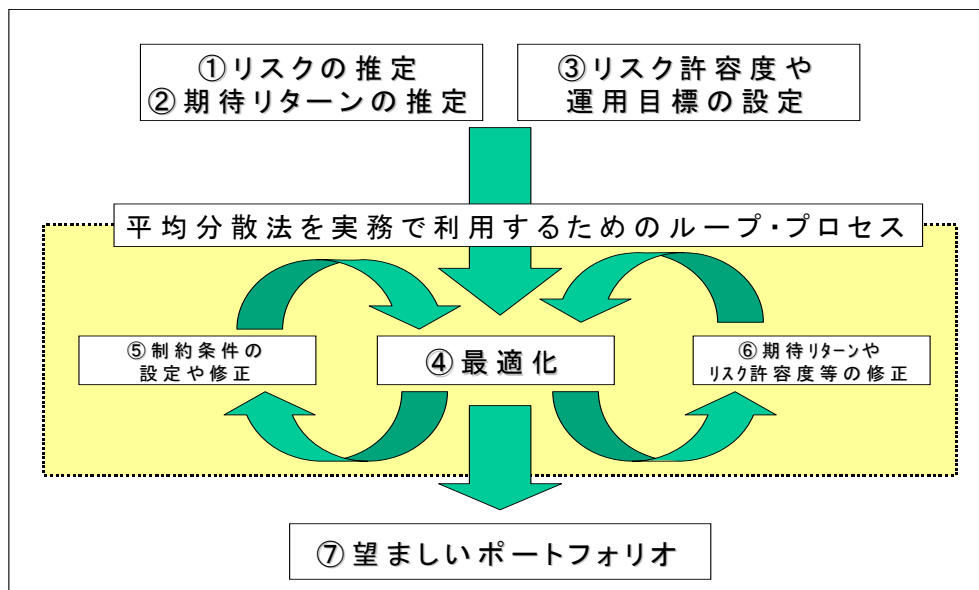 ①リスクの推定
②期待リターンの推定
③リスク許容度や
運用目標の設定
平均分散法を実務で利用するためのループ・プロセス
⑤制約条件の
設定や修正
④最適化
⑥期待リターンや
リスク許容度等の修正
⑦望ましいポートフォリオ